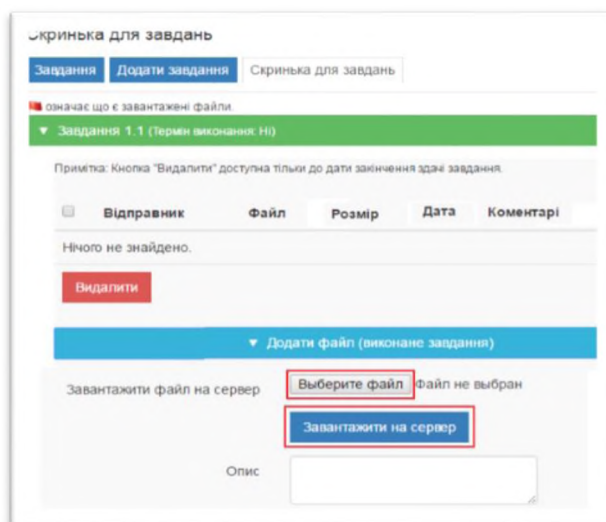 Скринька для завдань
Завдання Додати завдання Скринька для завдань
означає що є завантажені файли.
Завдання 1.1 (Термін виконання: Ні)
Примітка: Кнопка "Видалити" доступна тільки до дати закінчення здачі завдання.
Відправник Файл Розмір Дата Коментарі
Нічого не знайдено.
Видалити
Додати файл (виконане завдання)
Завантажити файл на сервер Выберите файл Файл не выбран
Завантажити на сервер
Опис